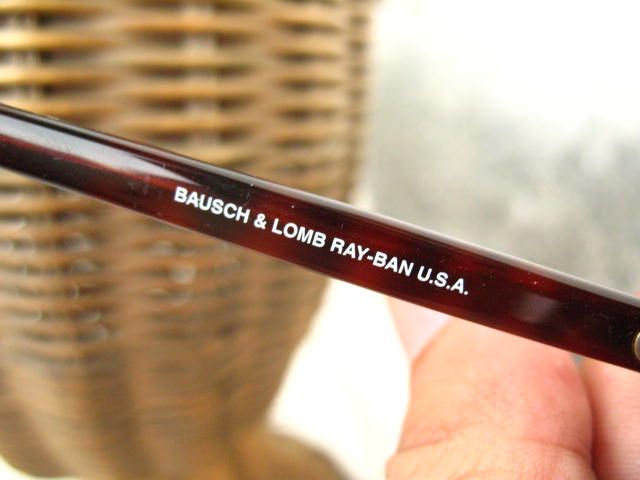 BAUSCH & LOMB RAY-BAN U.S.A.